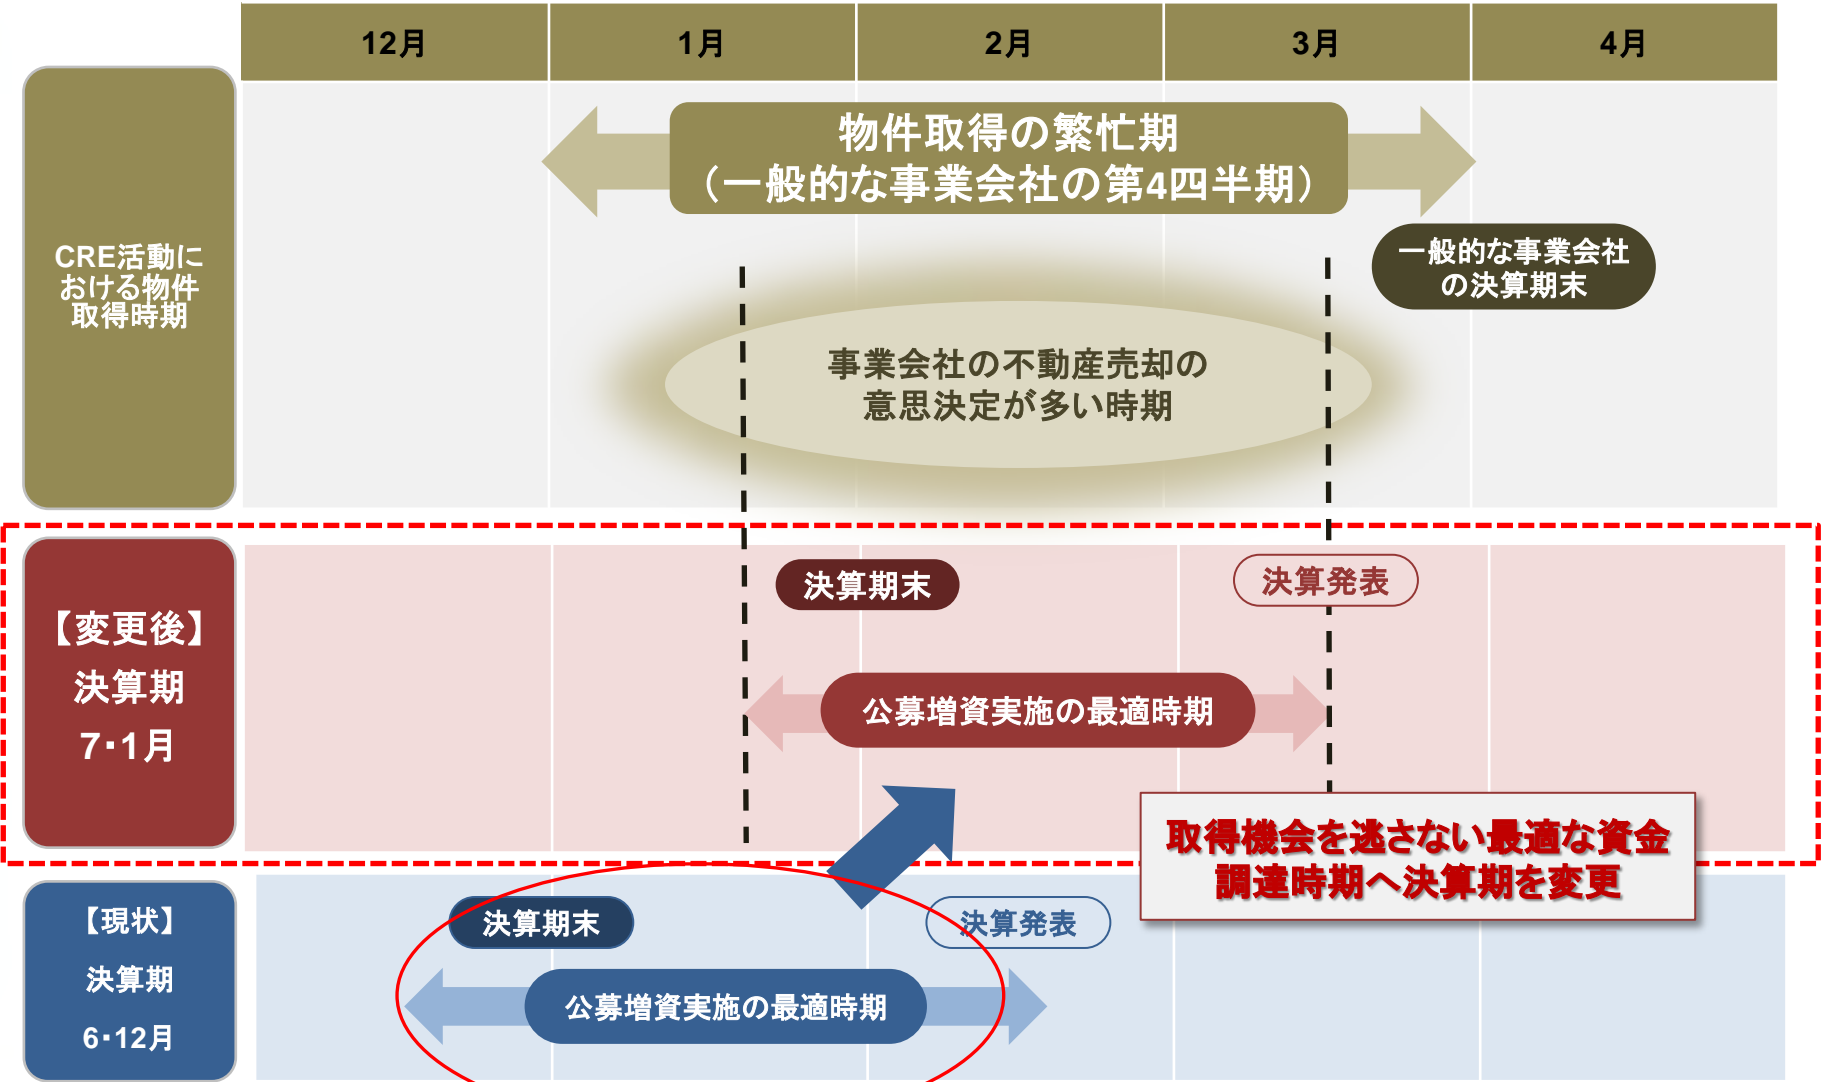 12月
1月
2月
3月
4月
CRE活動に
おける物件
取得時期
物件取得の繁忙期
（一般的な事業会社の第4四半期）
一般的な事業会社
の決算期末
事業会社の不動産売却の
意思決定が多い時期
【変更後】
決算期
7・1月
決算期末
決算発表
公募増資実施の最適時期
取得機会を逃さない最適な資金
調達時期へ決算期を変更
【現状】
決算期
6・12月
決算期末
決算発表
公募増資実施の最適時期